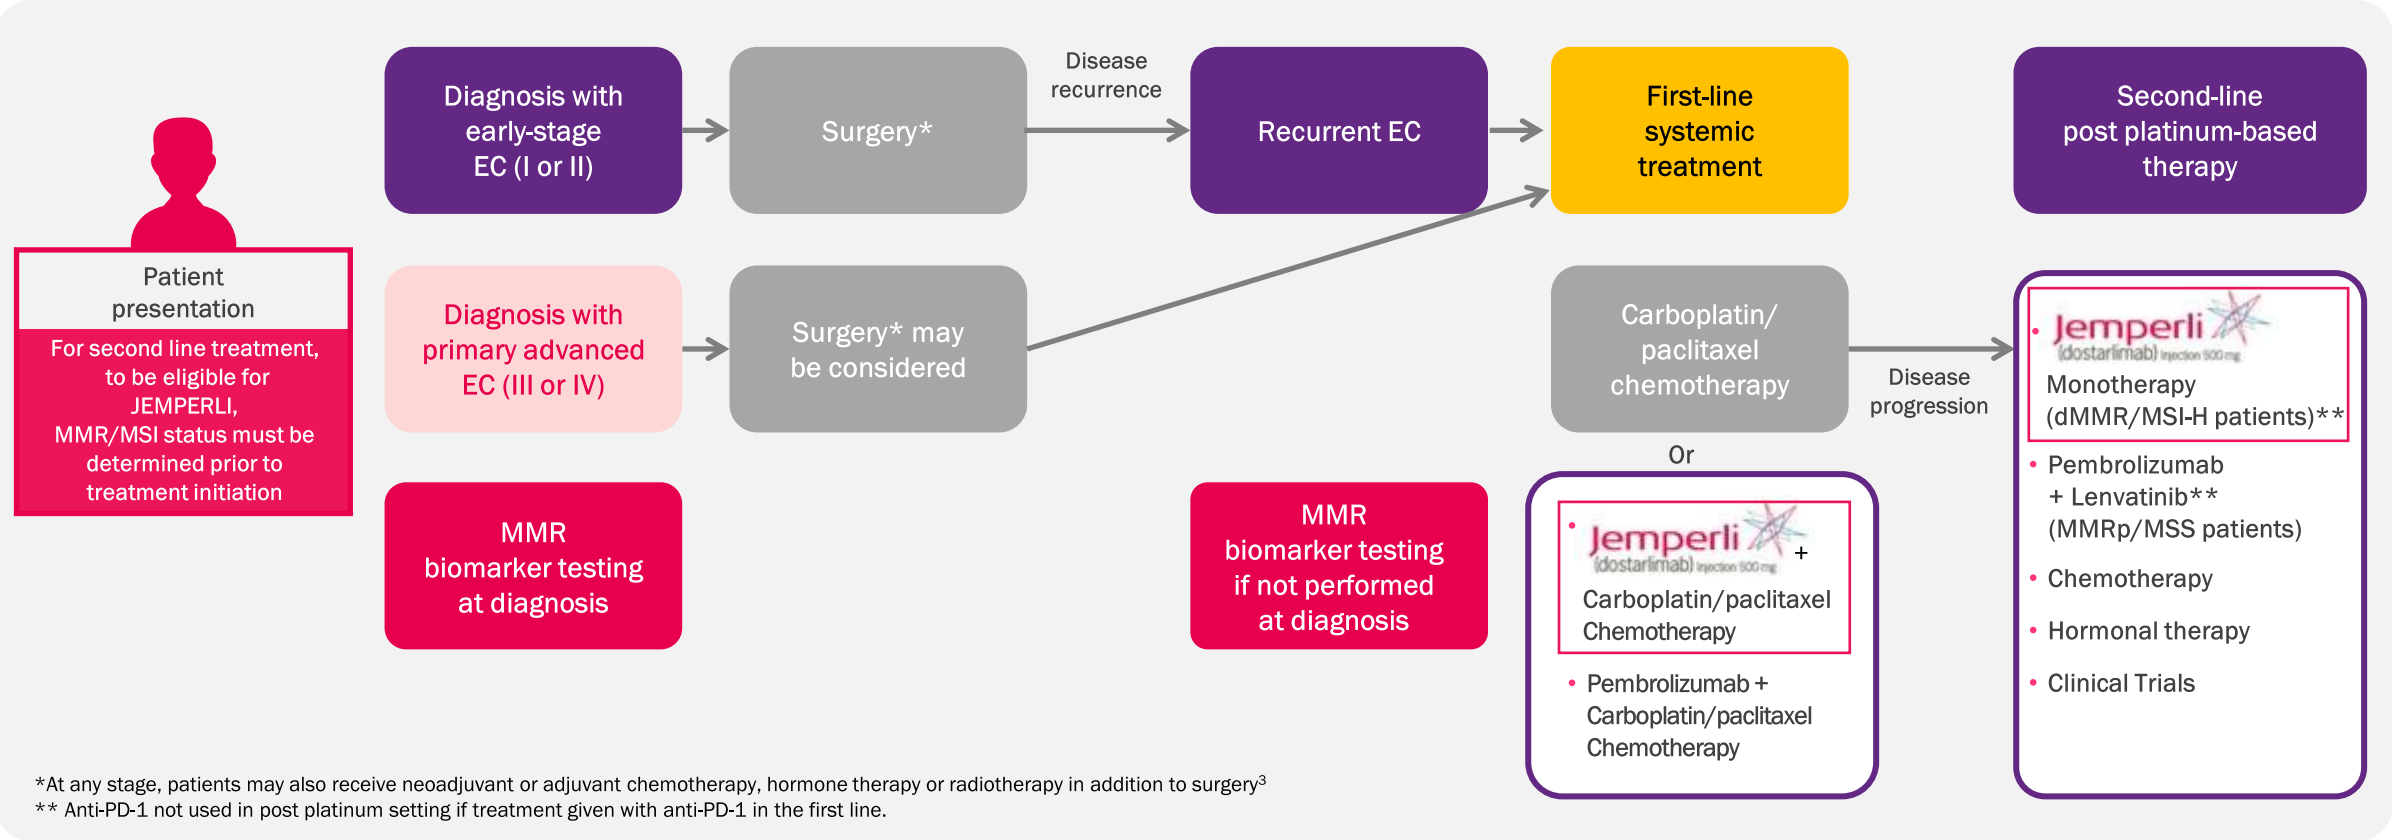 Patient
presentation
For second line treatment,
to be eligible for
JEMPERLI,
MMR/MSI status must be
determined prior to
treatment initiation
Diagnosis with
early-stage
EC (I or II)
Surgery*
Disease
recurrence
Recurrent EC
First-line
systemic
treatment
Second-line
post platinum-based
therapy
Diagnosis with
primary advanced
EC (III or IV)
Surgery* may
be considered
Carboplatin/
paclitaxel
chemotherapy
Disease
progression
Or
MMR
biomarker testing
at diagnosis
MMR
biomarker testing
if not performed
at diagnosis
• Jemperli
(dostarlimab) injection 500 mg
+
Carboplatin/paclitaxel
Chemotherapy
• Pembrolizumab +
Carboplatin/paclitaxel
Chemotherapy
• Jemperli
(dostarlimab) injection 500 mg
Monotherapy
(dMMR/MSI-H patients)**
• Pembrolizumab
+ Lenvatinib**
(MMRp/MSS patients)
• Chemotherapy
• Hormonal therapy
• Clinical Trials
*At any stage, patients may also receive neoadjuvant or adjuvant chemotherapy, hormone therapy or radiotherapy in addition to surgery³
** Anti-PD-1 not used in post platinum setting if treatment given with anti-PD-1 in the first line.